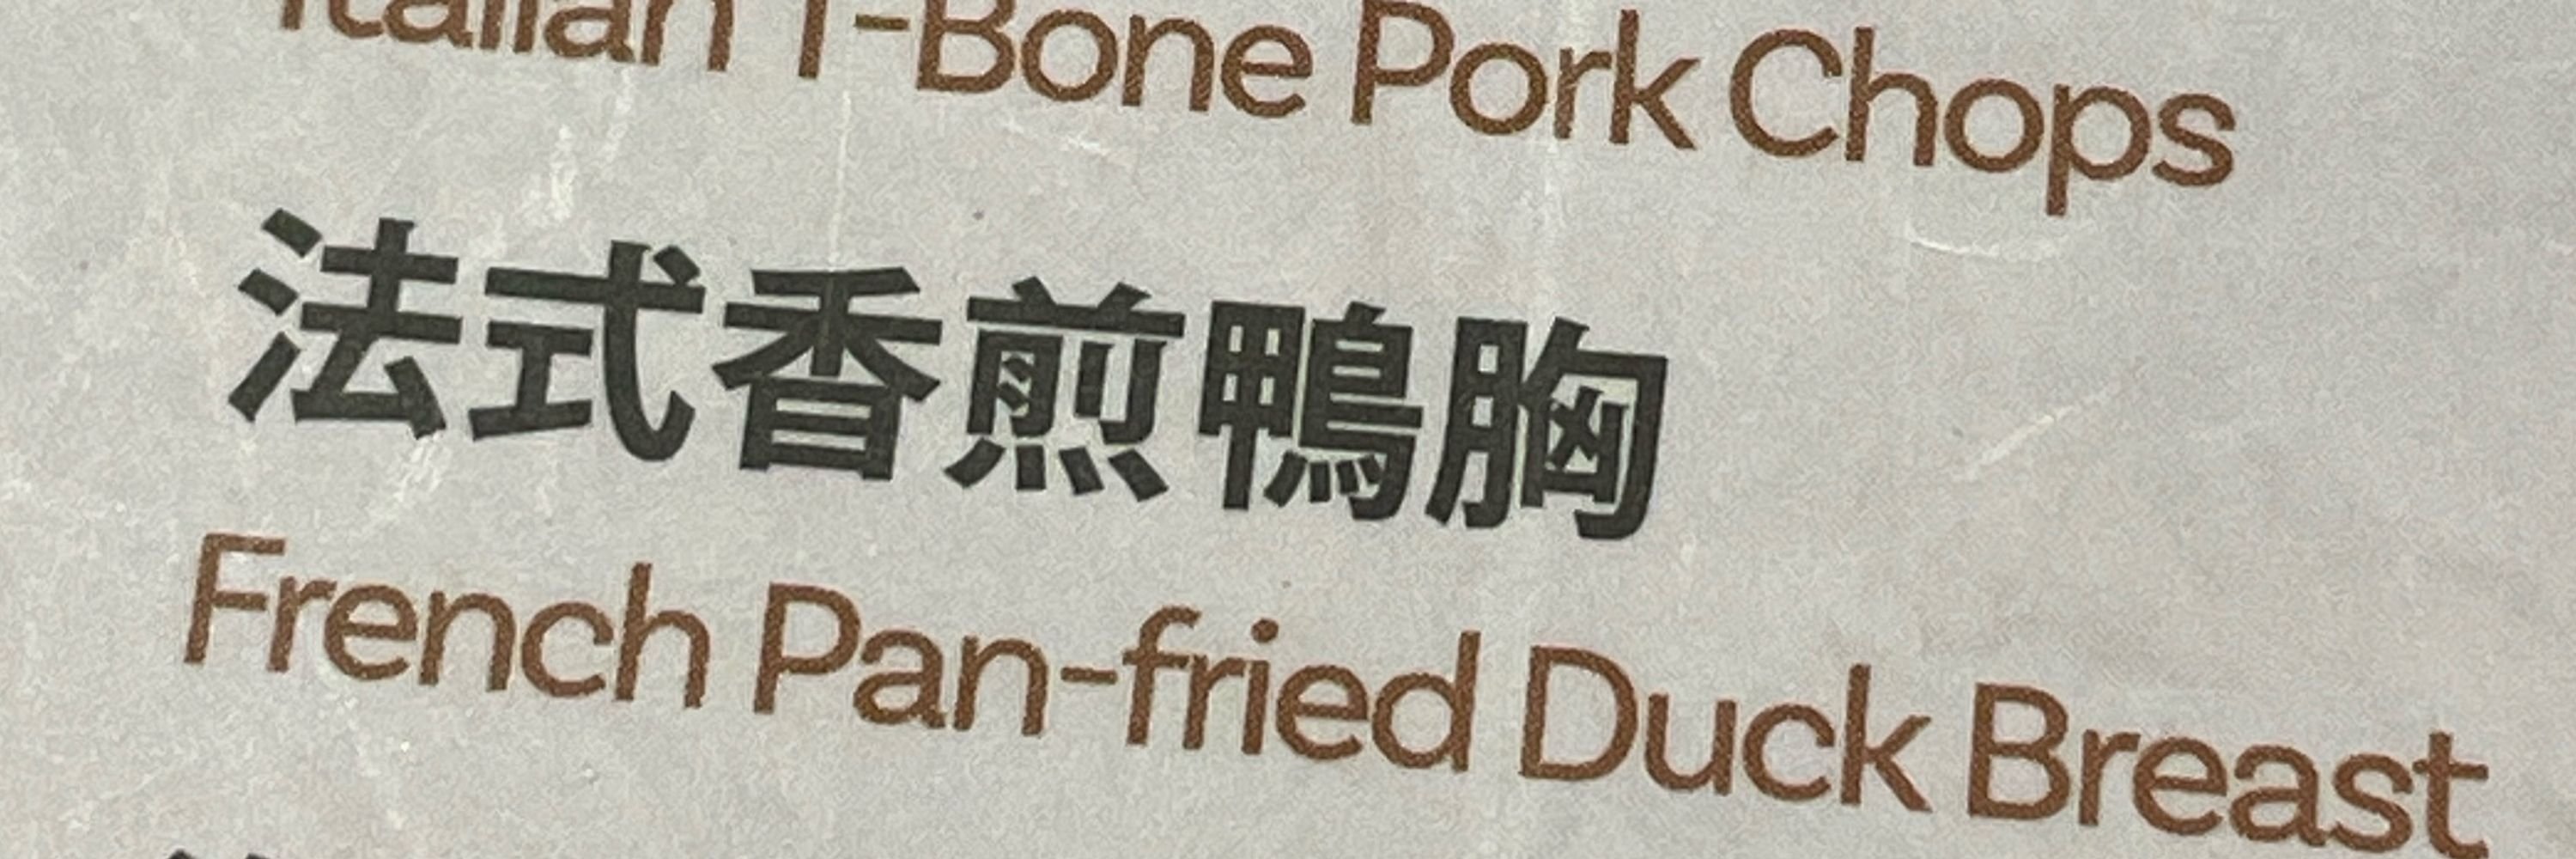 Italian T-Bone Pork Chops
法式香煎鴨胸
French Pan-fried Duck Breast